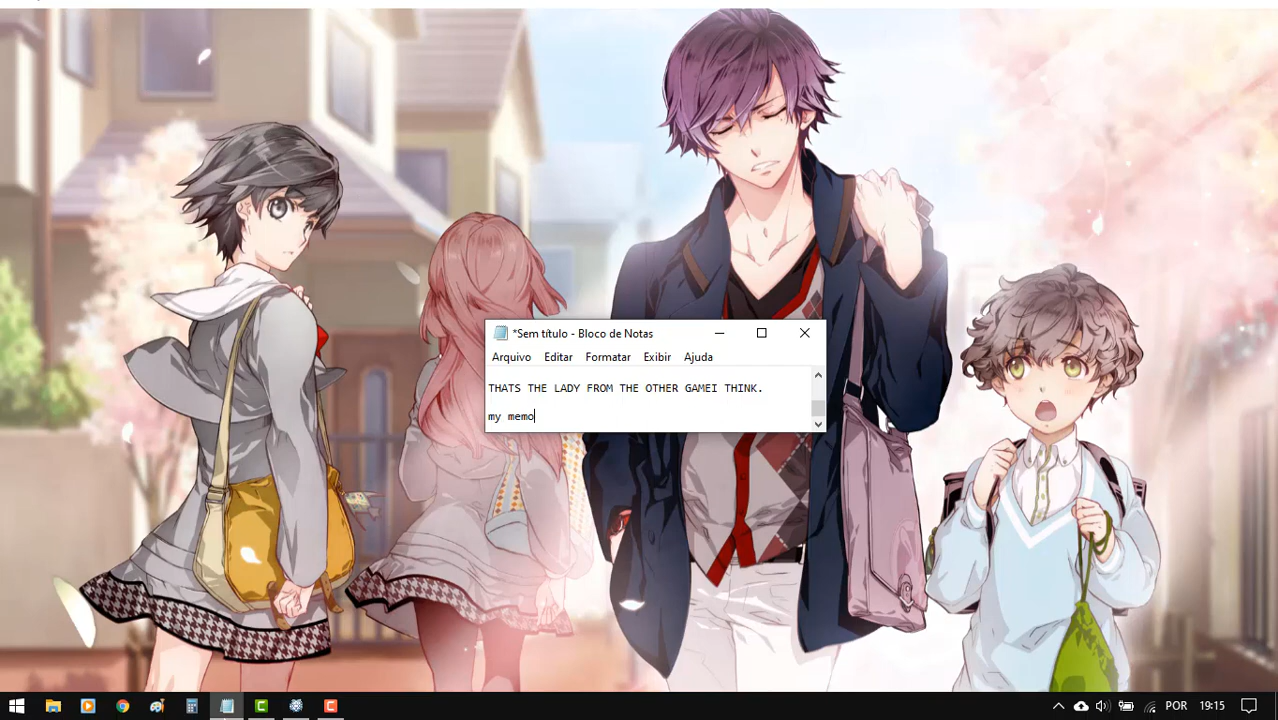 *Sem título - Bloco de Notas
Arquivo Editar Formatar Exibir Ajuda
THATS THE LADY FROM THE OTHER GAMEI THINK.
my memo
POR 19:15